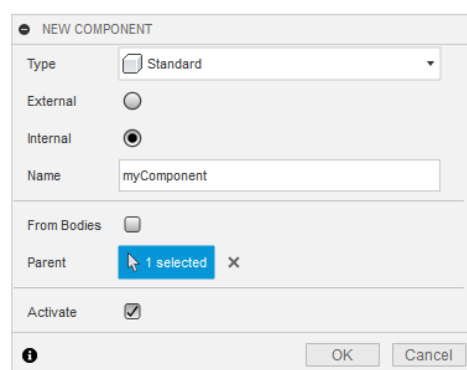 NEW COMPONENT
Type Standard
External
Internal
Name myComponent
From Bodies
Parent 1 selected
Activate
OK Cancel